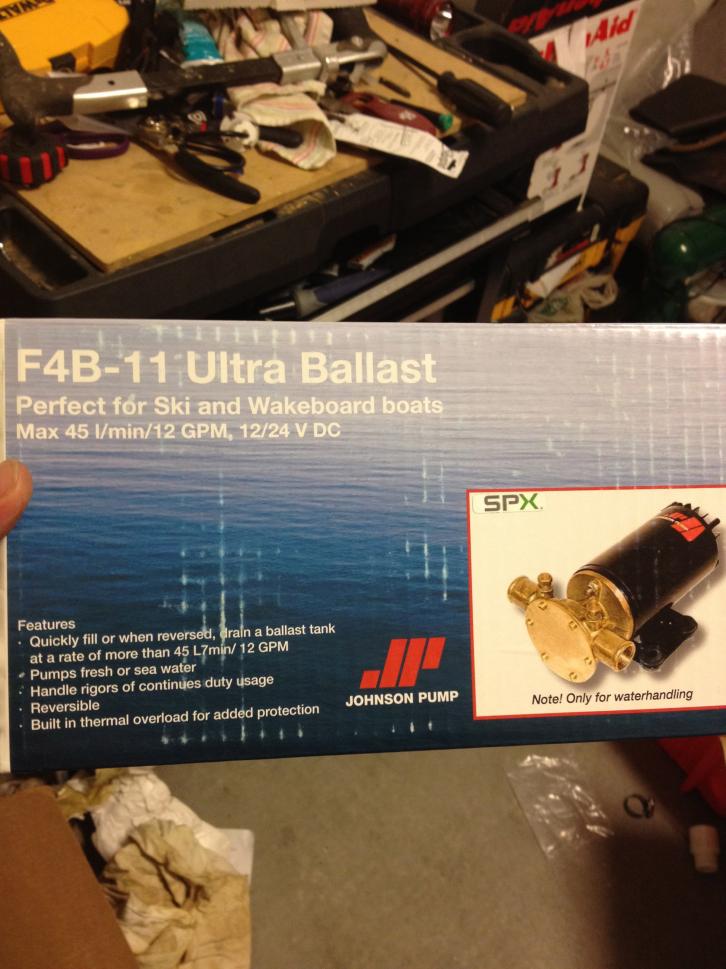 DEWALT
nAid
Aid
F4B-11 Ultra Ballast
Perfect for Ski and Wakeboard boats
Max 45 l/min/12 GPM, 12/24 V DC
SPX
Features
· Quickly fill or when reversed, drain a ballast tank
at a rate of more than 45 L7min/ 12 GPM
· Pumps fresh or sea water
· Handle rigors of continues duty usage
· Reversible
· Built in thermal overload for added protection
JOHNSON PUMP
Note! Only for waterhandling